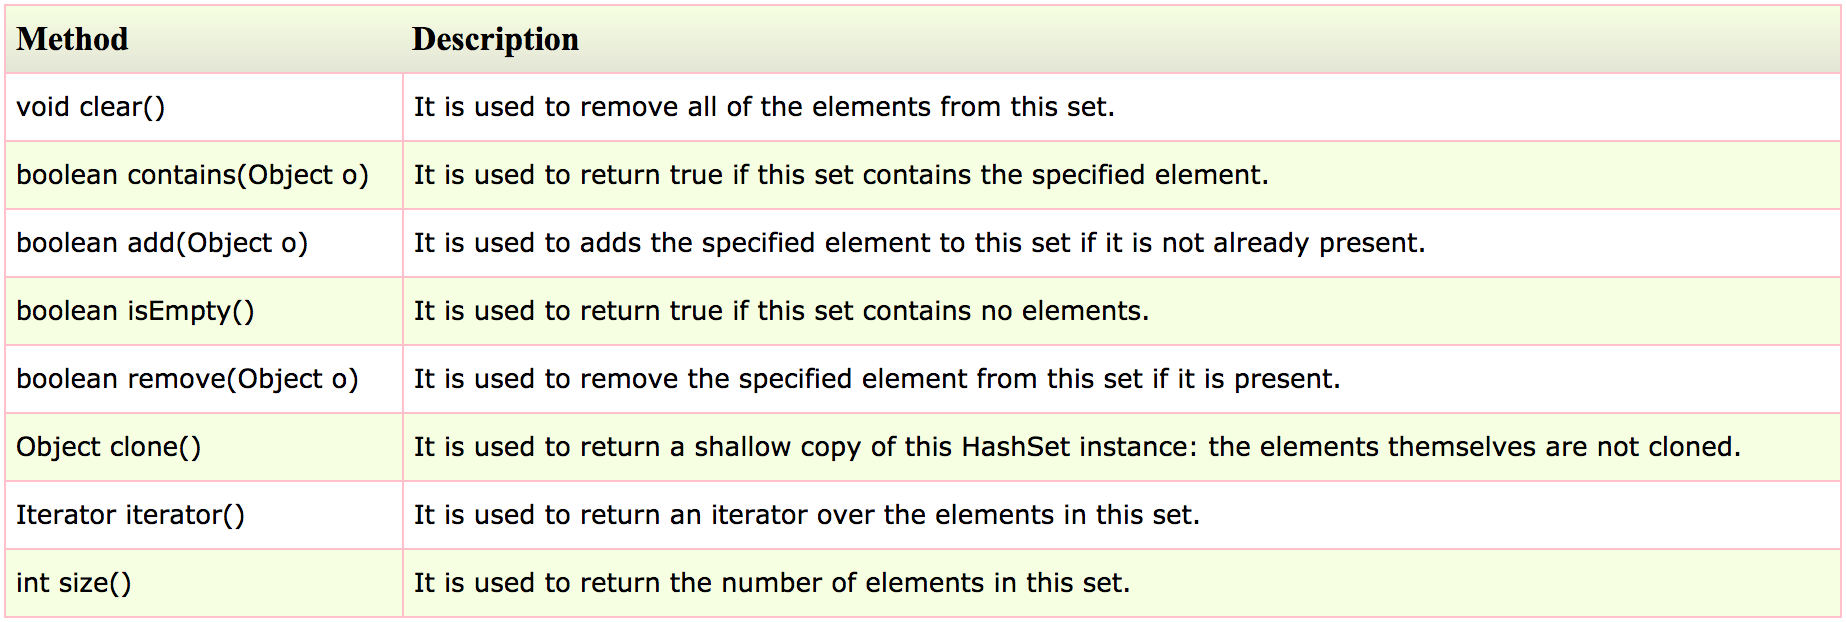 Method Description
void clear() It is used to remove all of the elements from this set.
boolean contains(Object o) It is used to return true if this set contains the specified element.
boolean add(Object o) It is used to adds the specified element to this set if it is not already present.
boolean isEmpty() It is used to return true if this set contains no elements.
boolean remove(Object o) It is used to remove the specified element from this set if it is present.
Object clone() It is used to return a shallow copy of this HashSet instance: the elements themselves are not cloned.
Iterator iterator() It is used to return an iterator over the elements in this set.
int size() It is used to return the number of elements in this set.